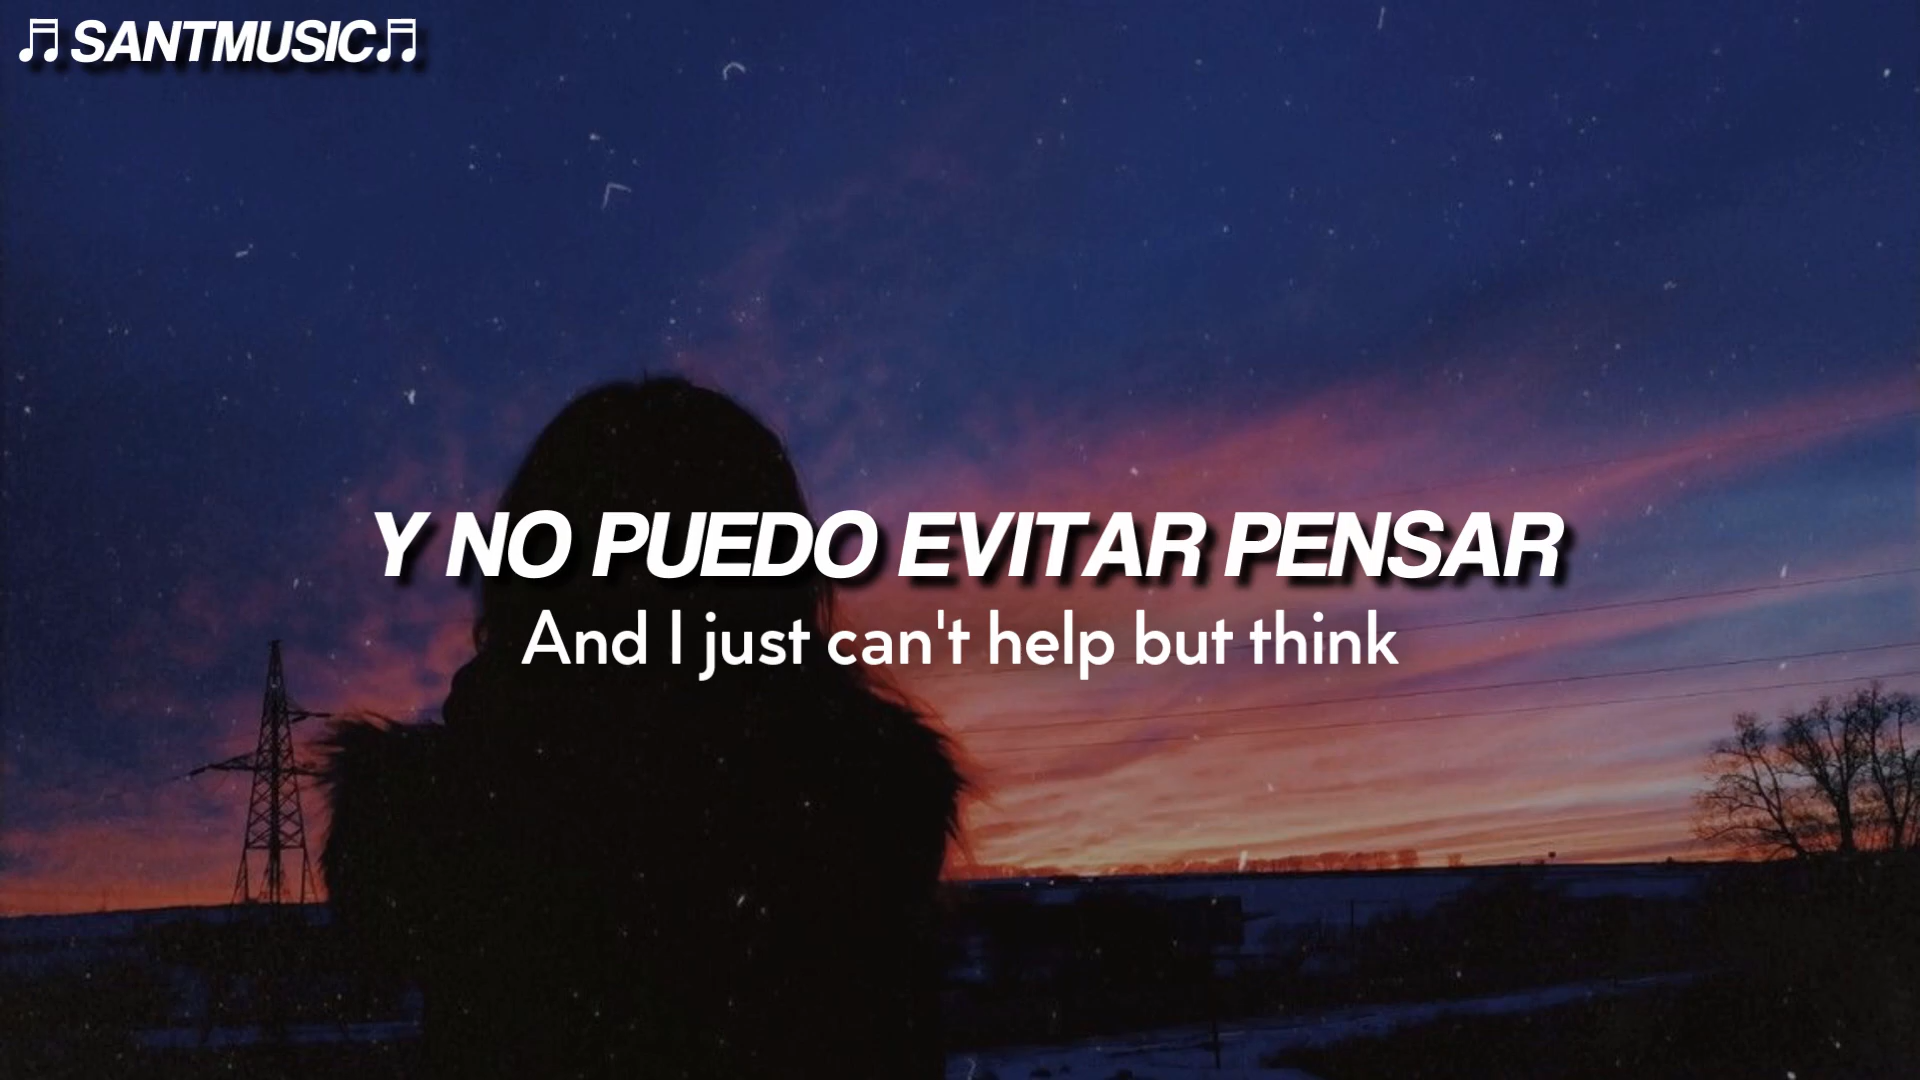 ♫ SANTMUSIC♫
Y NO PUEDO EVITAR PENSAR
And I just can't help but think